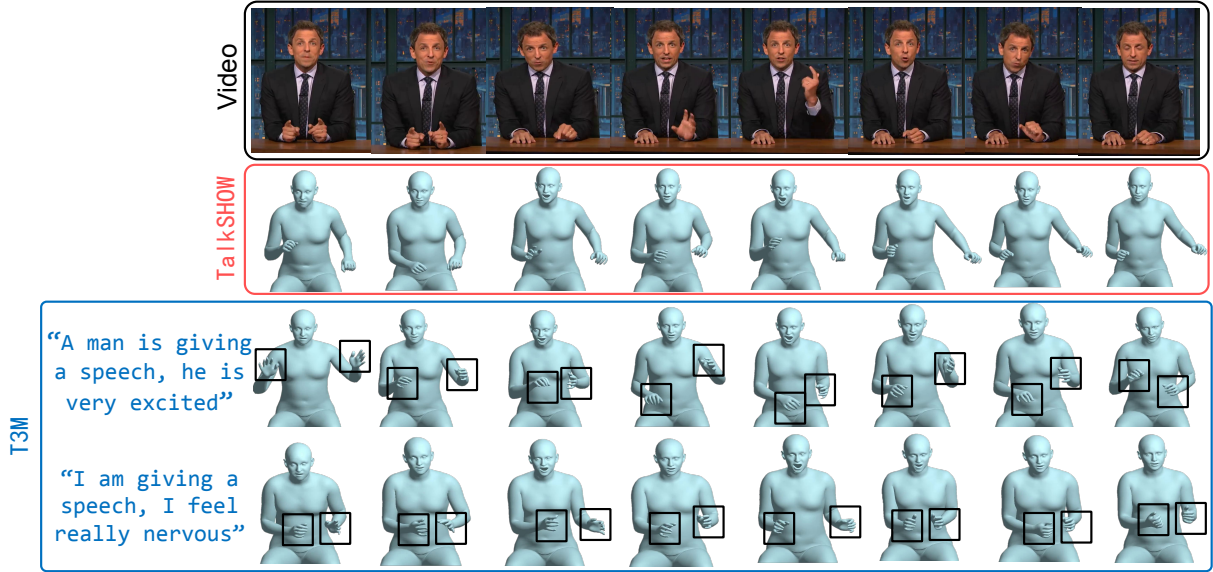 Video
TalkSHOW
T3M
“A man is giving
a speech, he is
very excited”
“I am giving a
speech, I feel
really nervous”